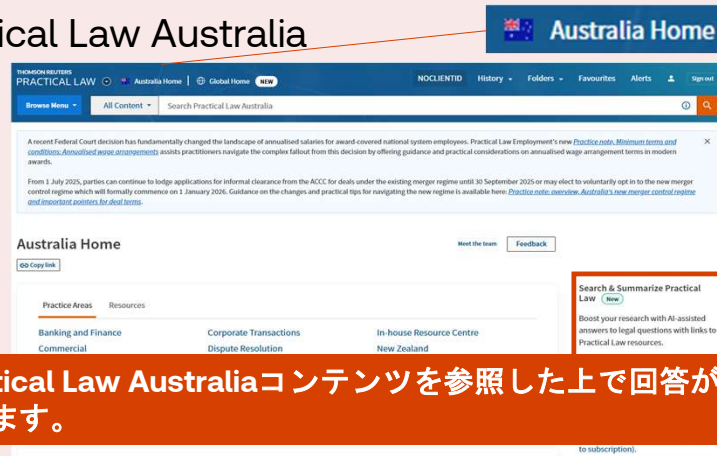 ical Law Australia
Australia Home
THOMSON REUTERS
PRACTICAL LAW Australia Home Global Home NEW NOCLIENTID History Folders Favourites Alerts Sign out
Browse Menu All Content Search Practical Law Australia
A recent Federal Court decision has fundamentally changed the landscape of annualised salaries for award-covered national system employees. Practical Law Employment's new Practice note, Minimum terms and
conditions: Annualised wage arrangements assists practitioners navigate the complex fallout from this decision by offering guidance and practical considerations on annualised wage arrangement terms in modern
awards.
From 1 July 2025, parties can continue to lodge applications for informal clearance from the ACCC for deals under the existing merger regime until 30 September 2025 or may elect to voluntarily opt in to the new merger
control regime which will formally commence on 1 January 2026. Guidance on the changes and practical tips for navigating the new regime is available here: Practice note: overview, Australia's new merger control regime
and important pointers for deal terms.
Australia Home Meet the team Feedback
Copy link
Practice Areas Resources
Banking and Finance Corporate Transactions In-house Resource Centre
Commercial Dispute Resolution New Zealand
Search & Summarize Practical
Law New
Boost your research with AI-assisted
answers to legal questions with links to
Practical Law resources.
tical Law Australiaコンテンツを参照した上で回答が
ます。
to subscription).